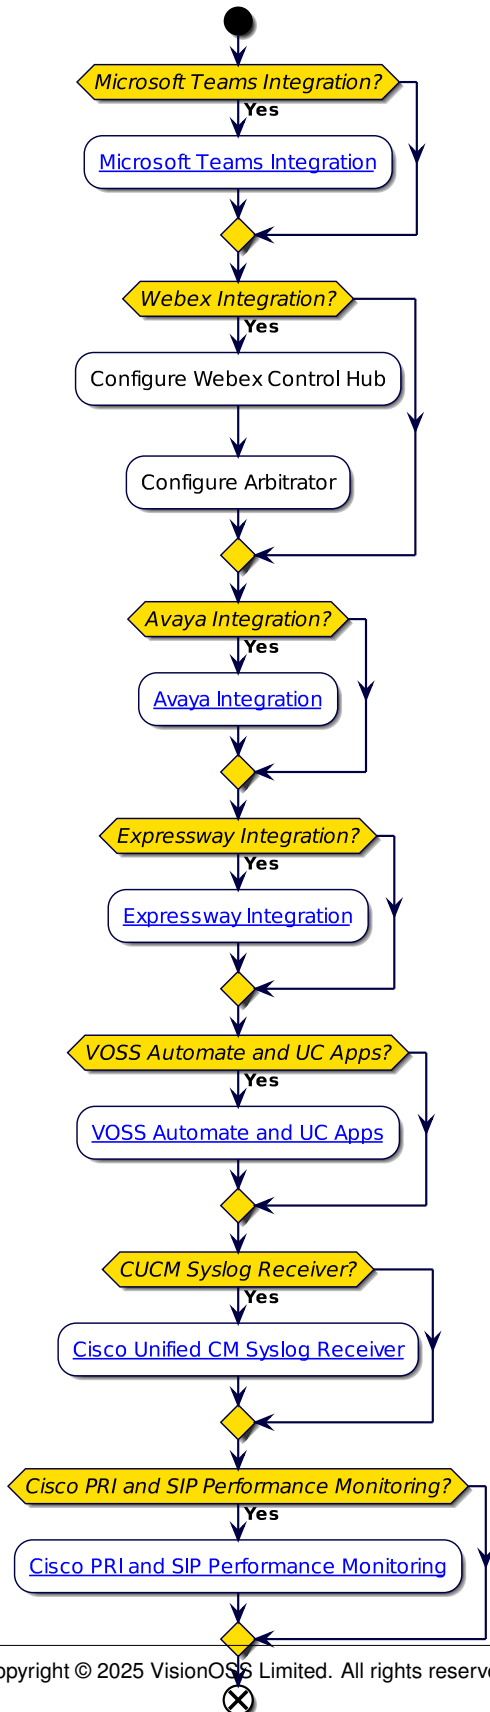 Microsoft Teams Integration?
Yes
Microsoft Teams Integration
Webex Integration?
Yes
Configure Webex Control Hub
Configure Arbitrator
Avaya Integration?
Yes
Avaya Integration
Expressway Integration?
Yes
Expressway Integration
VOSS Automate and UC Apps?
Yes
VOSS Automate and UC Apps
CUCM Syslog Receiver?
Yes
Cisco Unified CM Syslog Receiver
Cisco PRI and SIP Performance Monitoring?
Yes
Cisco PRI and SIP Performance Monitoring
opyright © 2025 VisionOSS Limited. All rights reserve